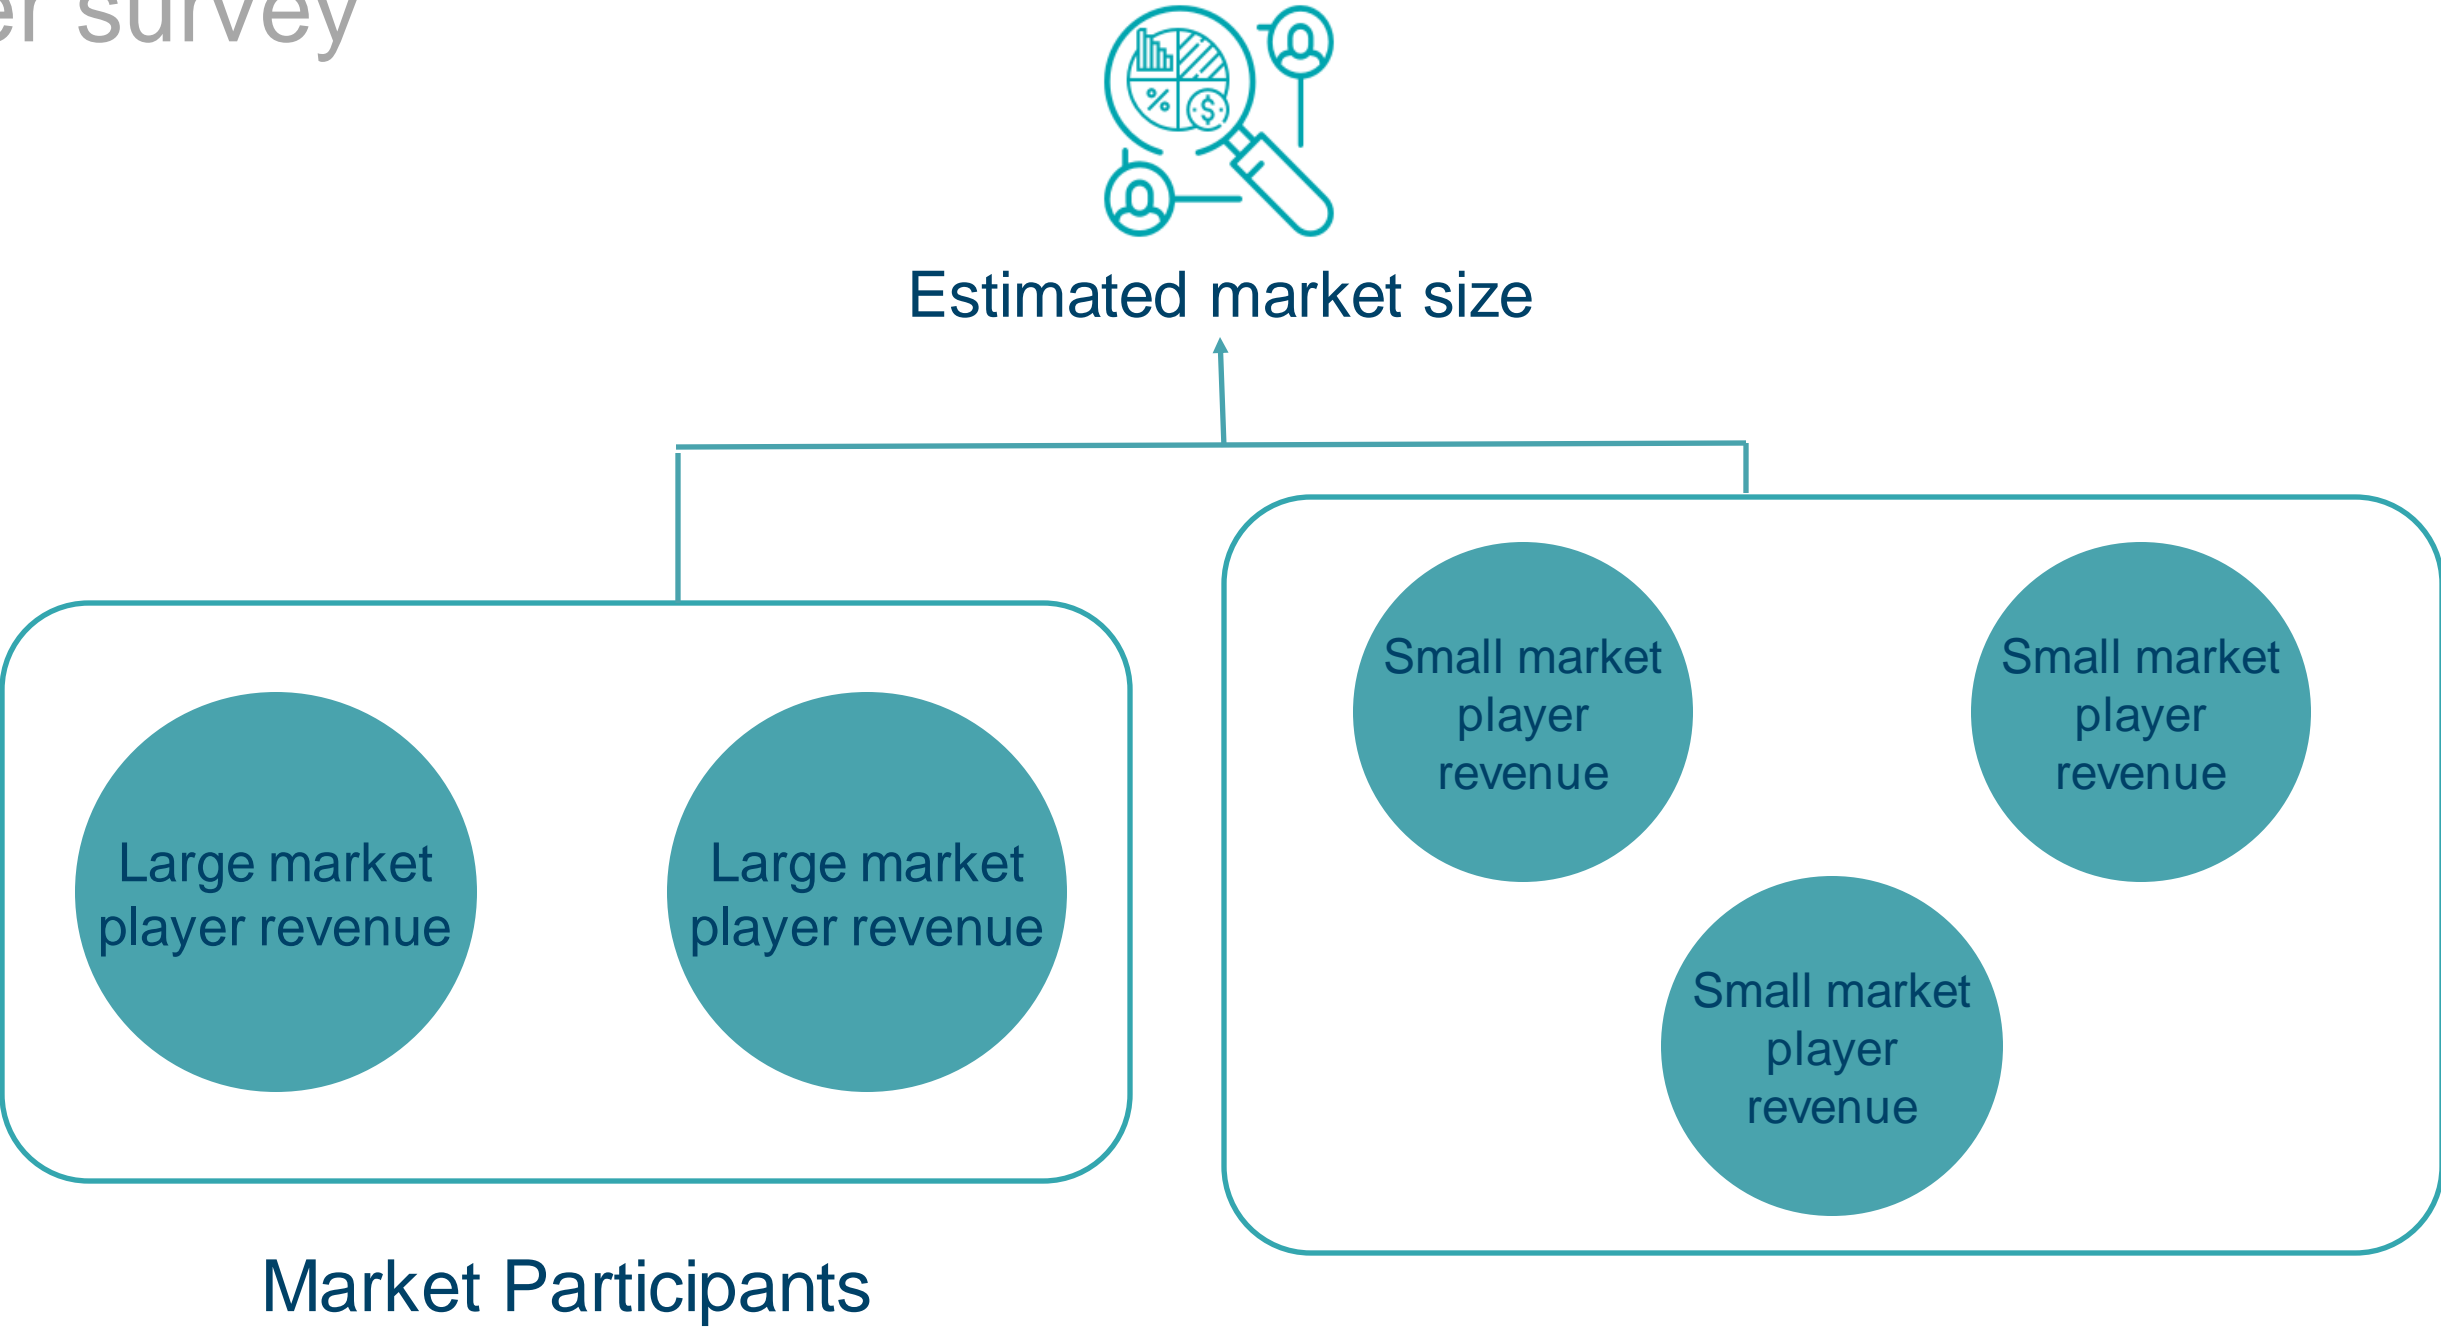 survey
%
$
Estimated market size
Large market
player revenue
Large market
player revenue
Small market
player
revenue
Small market
player
revenue
Small market
player
revenue
Market Participants